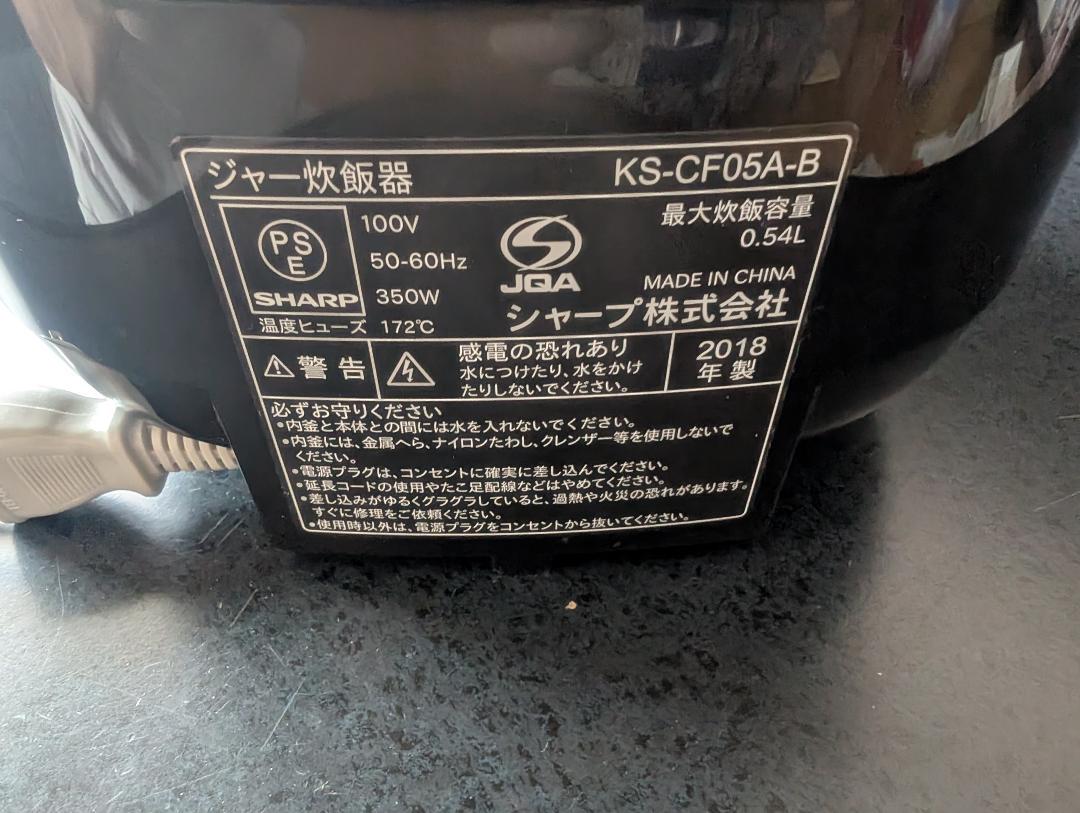 ジャー炊飯器
KS-CF05A-B
PSE
SHARP
100V
50-60Hz
350W
温度ヒューズ 172℃
JQA
最大炊飯容量
0.54L
MADE IN CHINA
シャープ株式会社
警告
感電の恐れあり
水につけたり、水をかけ
たりしないでください。
2018
年製
必ずお守りください
•内釜と本体との間には水を入れないでください。
•内釜には、金属へら、ナイロンたわし、クレンザー等を使用しないで
ください。
•電源プラグは、コンセントに確実に差し込んでください。
•延長コードの使用やたこ足配線などはやめてください。
•差し込みがゆるくグラグラしていると、過熱や火災の恐れがあります。
すぐに修理をご依頼ください。
•使用時以外は、電源プラグをコンセントから抜いてください。